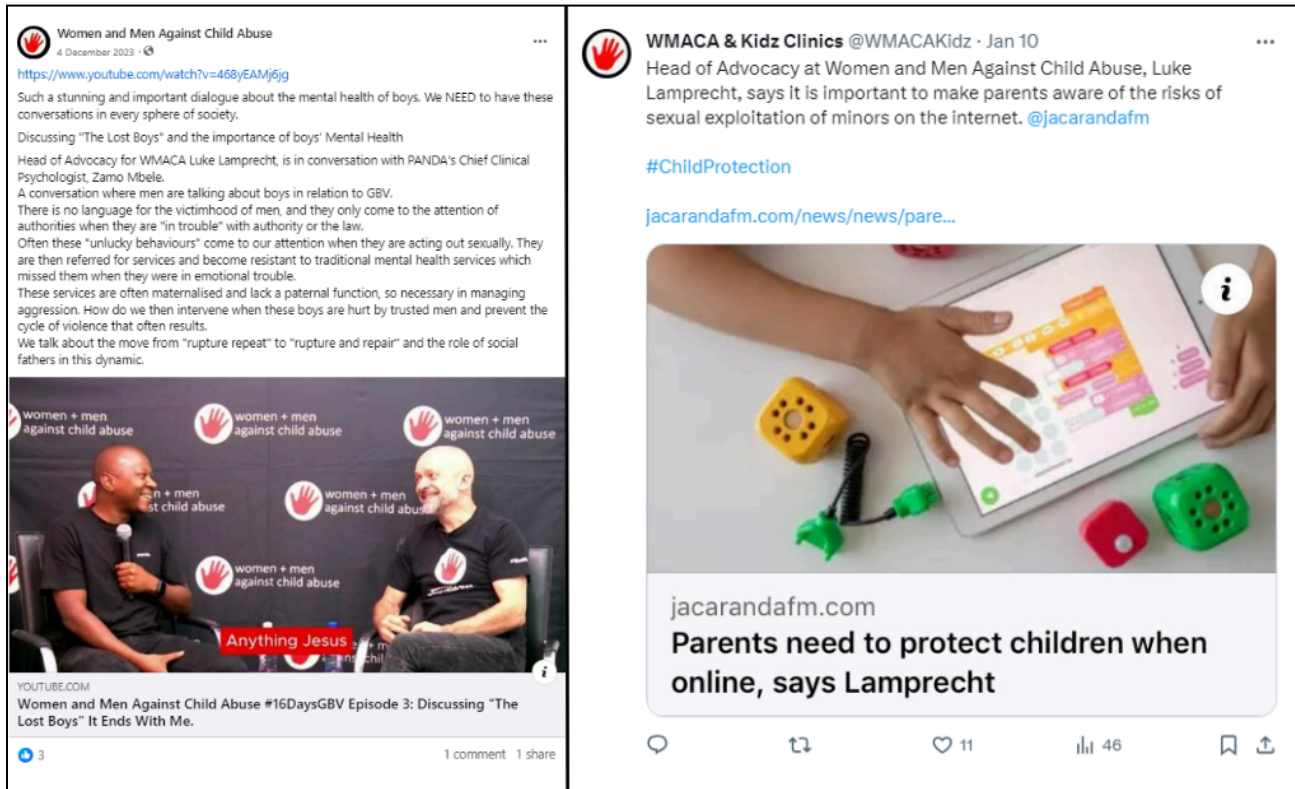 Women and Men Against Child Abuse
4 December 2023 ·
https://www.youtube.com/watch?v=468yEAMj6jg
Such a stunning and important dialogue about the mental health of boys. We NEED to have these
conversations in every sphere of society.
Discussing "The Lost Boys" and the importance of boys' Mental Health
Head of Advocacy for WMACA Luke Lamprecht, is in conversation with PANDA's Chief Clinical
Psychologist, Zamo Mbele.
A conversation where men are talking about boys in relation to GBV.
There is no language for the victimhood of men, and they only come to the attention of
authorities when they are "in trouble" with authority or the law.
Often these "unlucky behaviours" come to our attention when they are acting out sexually. They
are then referred for services and become resistant to traditional mental health services which
missed them when they were in emotional trouble.
These services are often maternalised and lack a paternal function, so necessary in managing
aggression. How do we then intervene when these boys are hurt by trusted men and prevent the
cycle of violence that often results.
We talk about the move from "rupture repeat" to "rupture and repair" and the role of social
fathers in this dynamic.
women + men
against child abuse
women + men
against child abuse
women + men
against child abuse
n + men
st child abuse
women + men
against child abu
women + men
against child abuse
Anything Jesus
YOUTUBE.COM
Women and Men Against Child Abuse #16DaysGBV Episode 3: Discussing "The
Lost Boys" It Ends With Me.
3
1 comment 1 share
WMACA & Kidz Clinics @WMACAKidz · Jan 10
Head of Advocacy at Women and Men Against Child Abuse, Luke
Lamprecht, says it is important to make parents aware of the risks of
sexual exploitation of minors on the internet. @jacarandafm
#ChildProtection
jacarandafm.com/news/news/pare...
jacarandafm.com
Parents need to protect children when
online, says Lamprecht
11
46